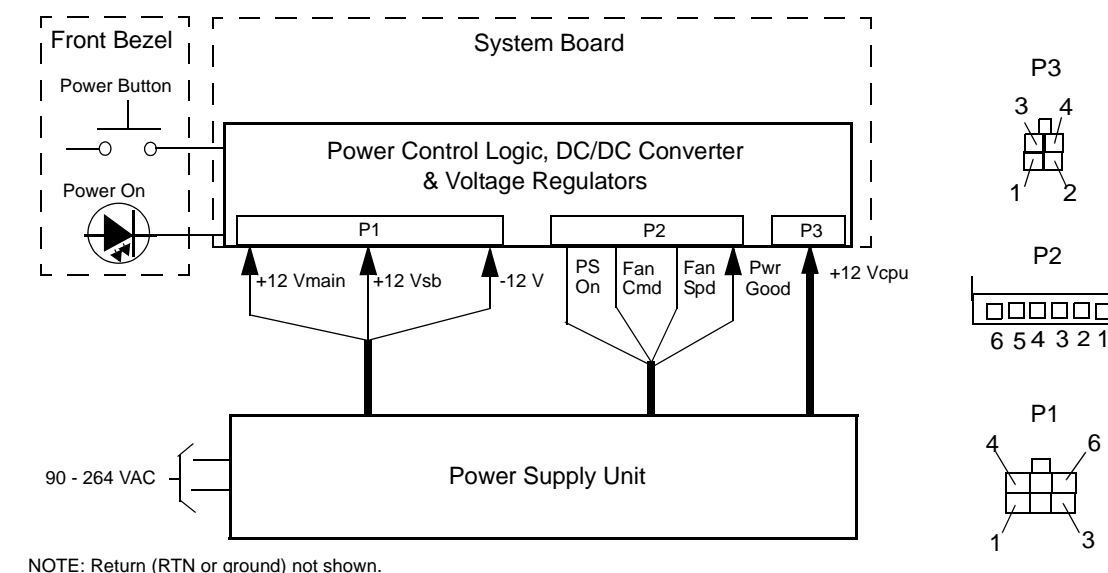 Front Bezel
System Board
Power Button
Power On
Power Control Logic, DC/DC Converter
& Voltage Regulators
P1
P2
P3
+12 Vmain
+12 Vsb
-12 V
PS
On
Fan
Cmd
Fan
Spd
Pwr
Good
+12 Vcpu
90 - 264 VAC
Power Supply Unit
NOTE: Return (RTN or ground) not shown.
P3
3 4
1 2
P2
6 5 4 3 2 1
P1
4 6
1 3